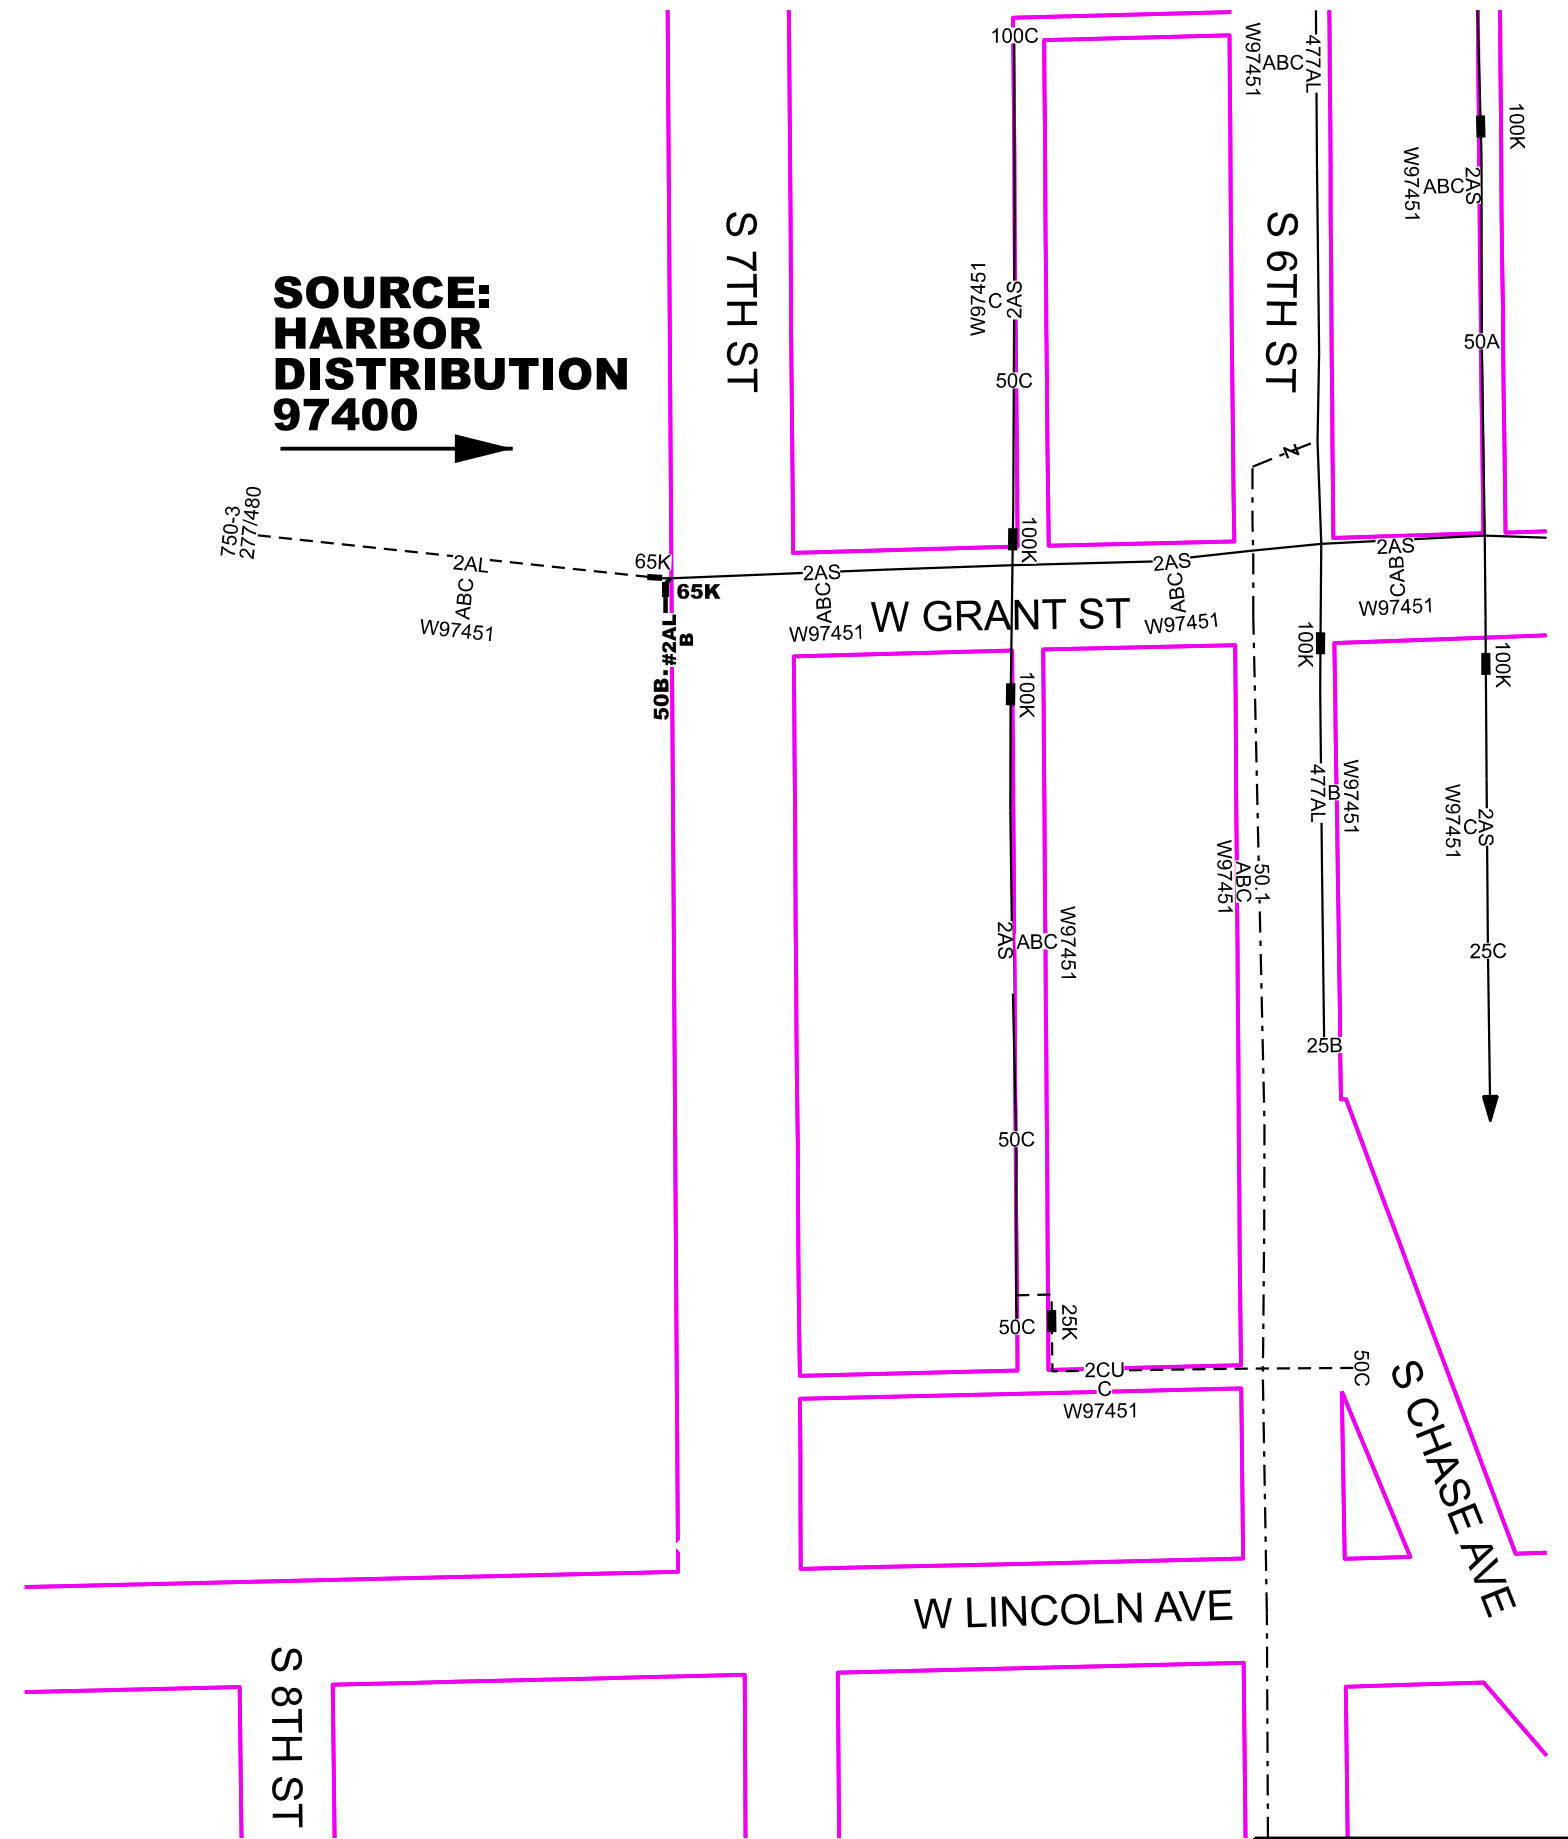 100C
W97451
ABC
477AL
100K
W97451
ABC
2AS
S 7TH ST
S 6TH ST
SOURCE:
HARBOR
DISTRIBUTION
97400
W97451
C
2AS
50A
50C
Z
750-3
277/480
2AL
ABC
W97451
65K
65K
#2AL
B
50B.
2AS
ABC
W97451
100K
W GRANT ST
2AS
ABC
W97451
2AS
CAB
W97451
100K
100K
100K
477AL
B
W97451
W97451
C
2AS
W97451
ABC
50.1
2AS
ABC
W97451
25C
25B
50C
50C
25K
2CU
C
W97451
50C
S CHASE AVE
W LINCOLN AVE
S 8TH ST